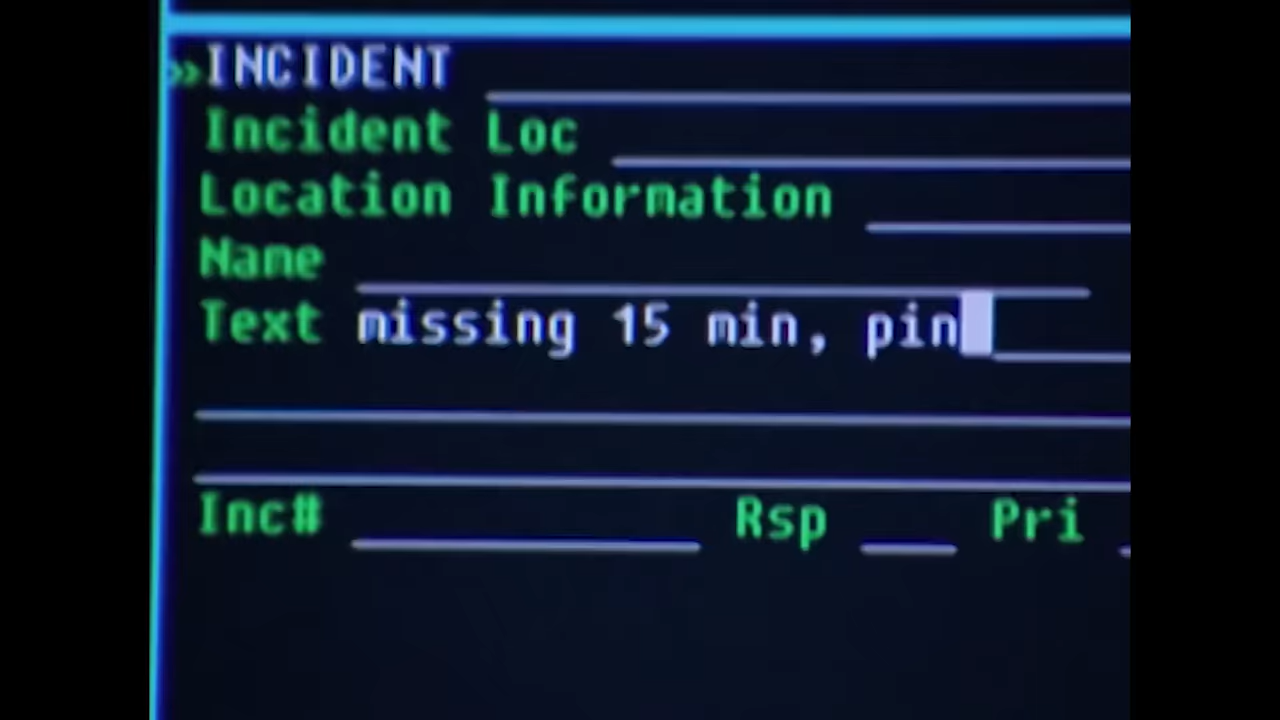 »INCIDENT
Incident Loc
Location Information
Name
Text missing 15 min, pin
Inc# Rsp Pri